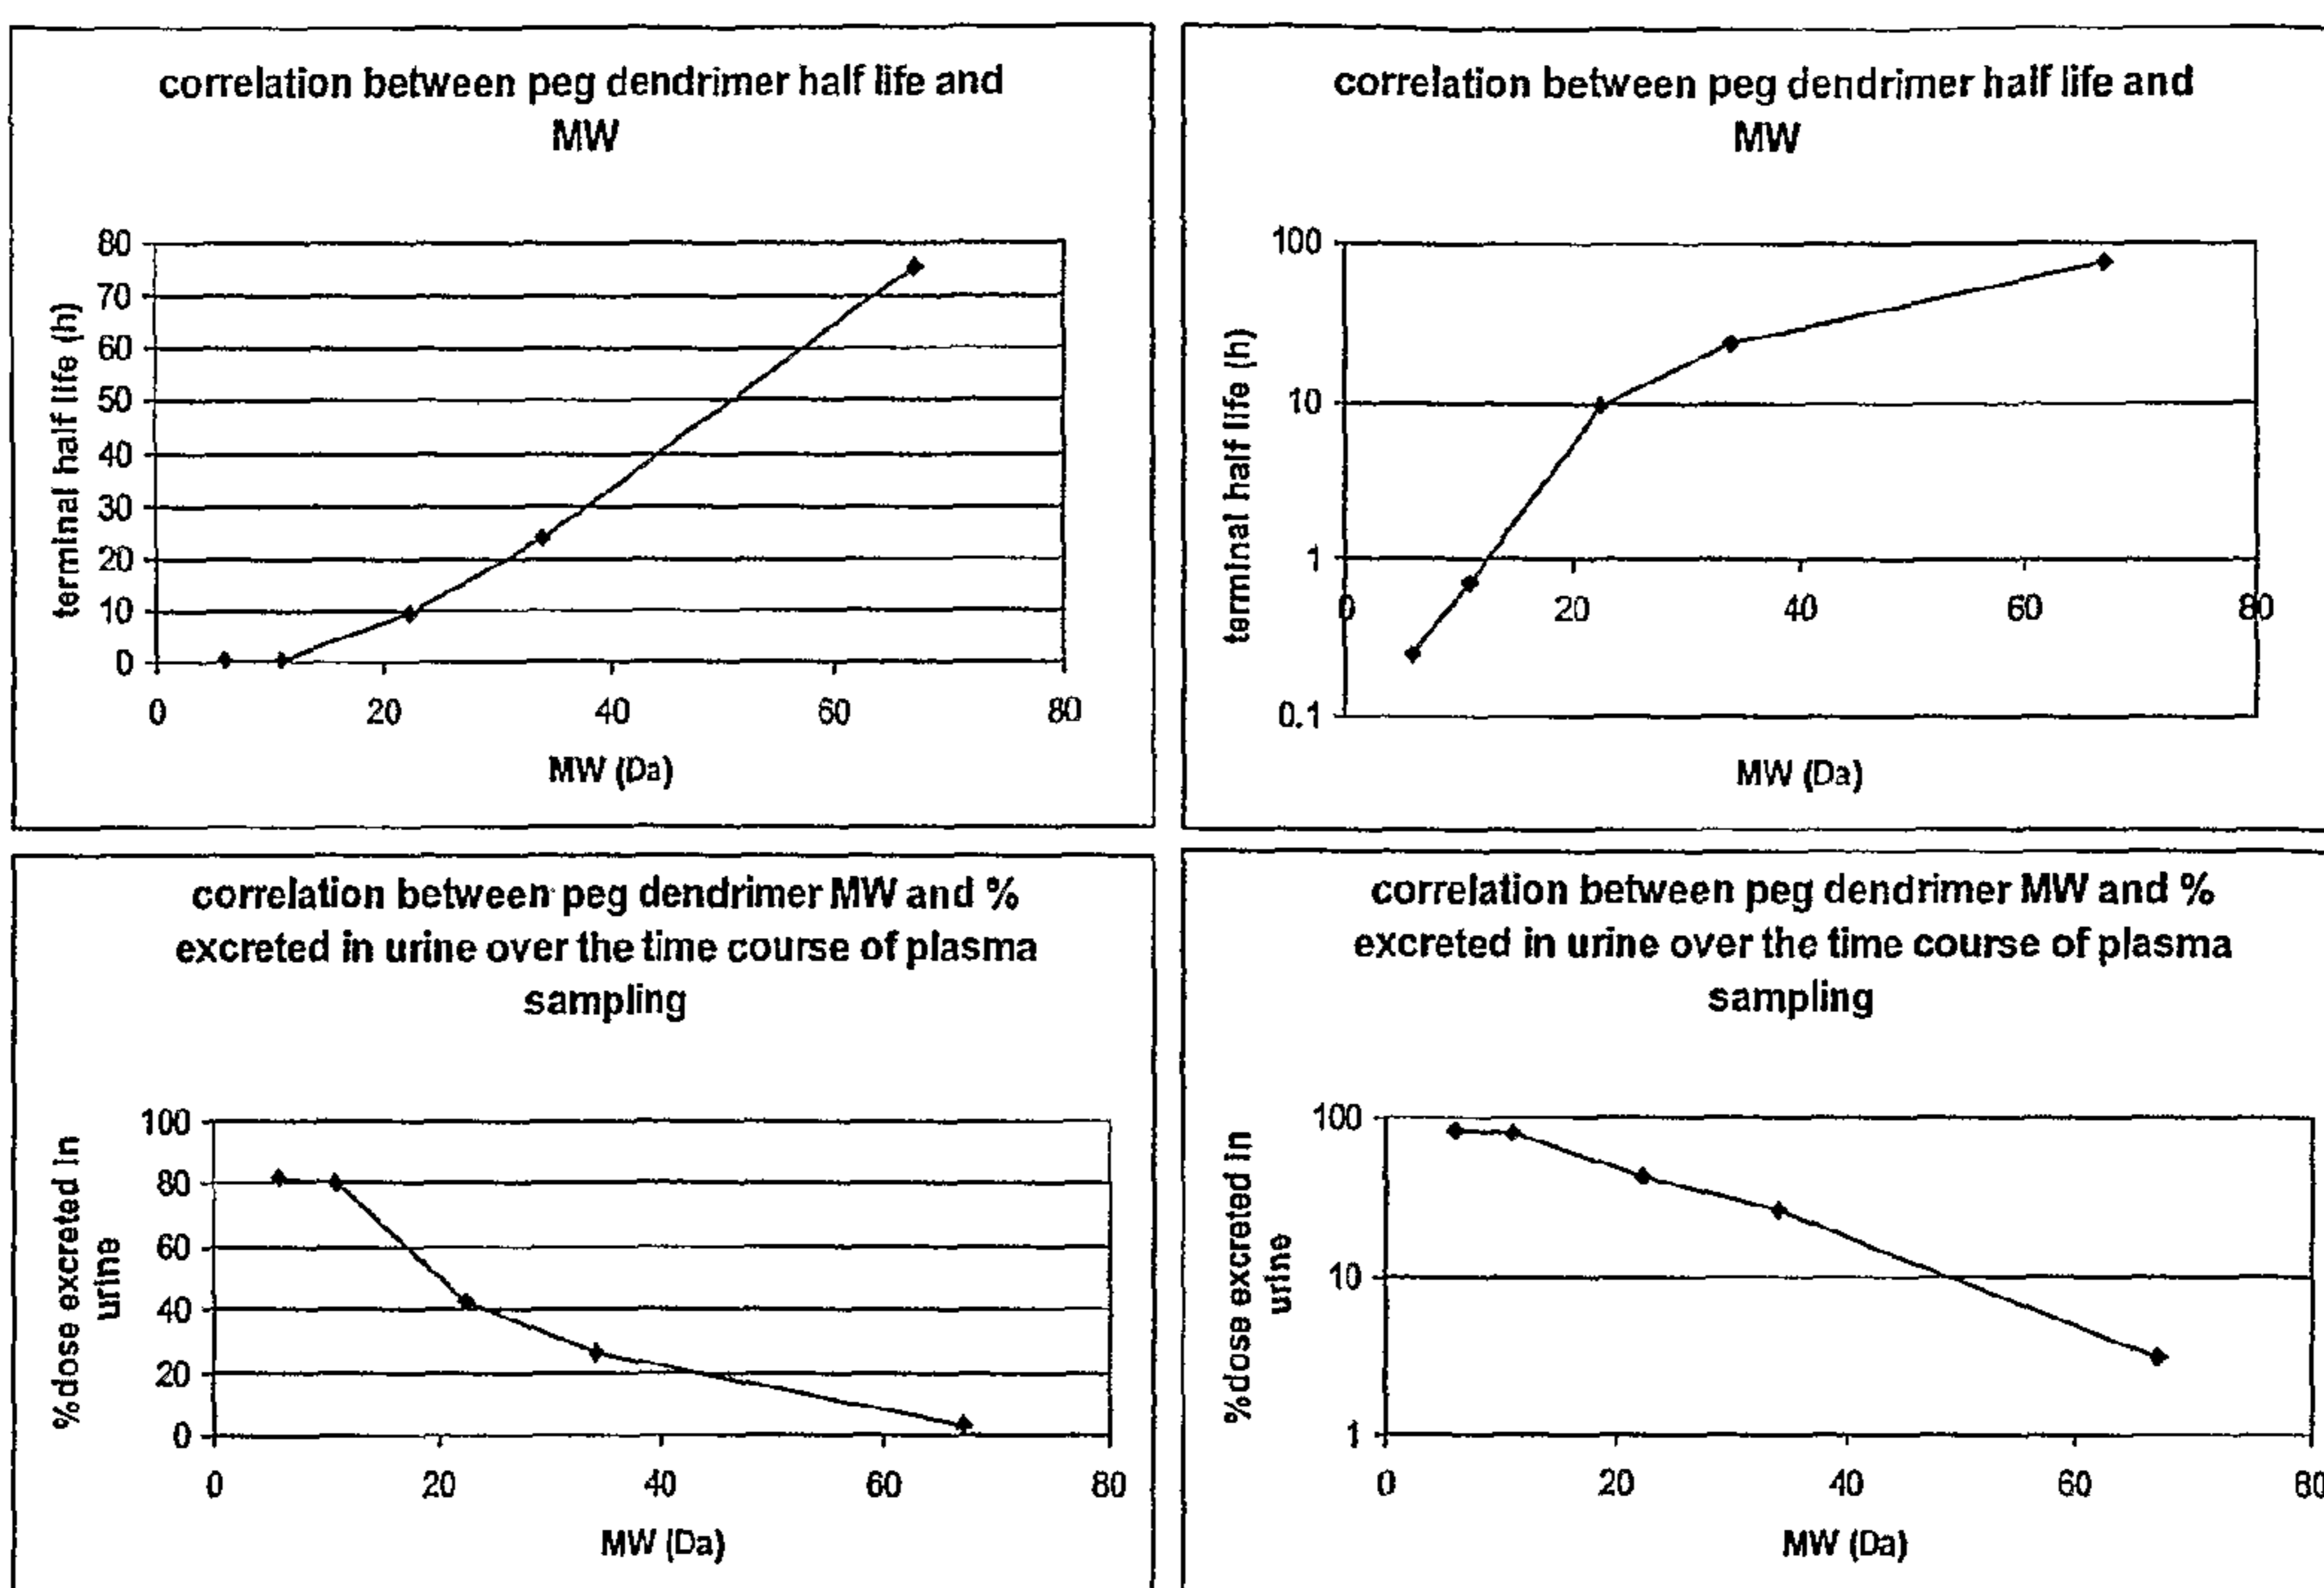 correlation between peg dendrimer half life and
MW
terminal half life (h)
80
70
60
50
40
30
20
10
0
0 20 40 60 80
MW (Da)
correlation between peg dendrimer half life and
MW
terminal half life (h)
100
10
1
0.1
0 20 40 60 80
MW (Da)
correlation between peg dendrimer MW and %
excreted in urine over the time course of plasma
sampling
%dose excreted in
urine
100
80
60
40
20
0
0 20 40 60 80
MW (Da)
correlation between peg dendrimer MW and %
excreted in urine over the time course of plasma
sampling
%dose excreted in
urine
100
10
1
0 20 40 60 80
MW (Da)